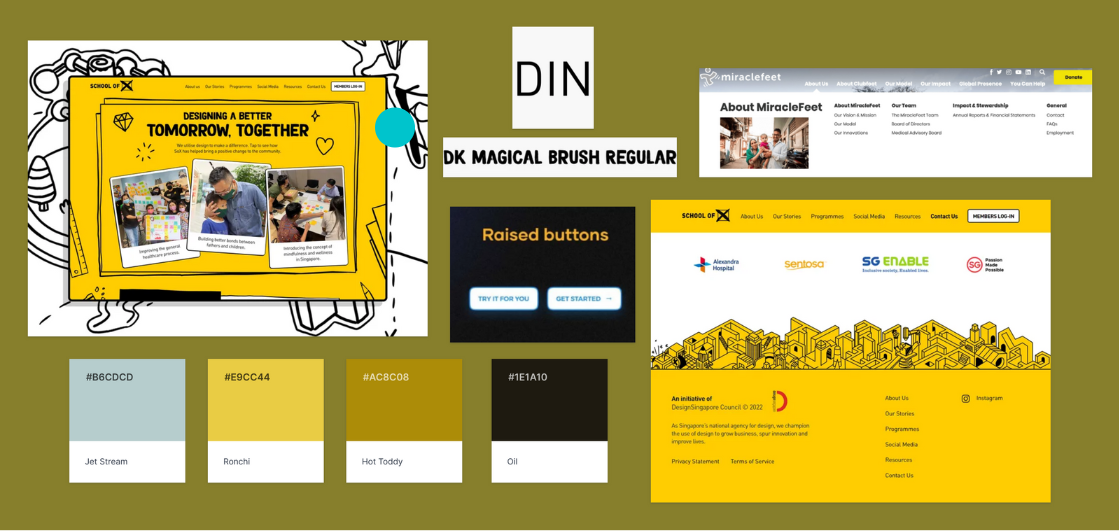 SCHOOL OF X
About us Our Stories Programmes Social Media Resources Contact Us MEMBERS LOG-IN
DESIGNING A BETTER
TOMORROW, TOGETHER
We utilise design to make a difference. Tap to see how
SoX has helped bring a positive change to the community.
Improving the general
healthcare process.
Building better bonds between
fathers and children.
Introducing the concept of
mindfulness and wellness
in Singapore.
DIN
DK MAGICAL BRUSH REGULAR
miraclefeet
Donate
About Us About Clubfoot Our Model Our Impact Global Presence You Can Help
About MiracleFeet
About MiracleFeet
Our Vision & Mission
Our Model
Our Innovations
Our Team
The MiracleFeet Team
Board of Directors
Medical Advisory Board
Impact & Stewardship
Annual Reports & Financial Statements
General
Contact
FAQs
Employment
Raised buttons
TRY IT FOR YOU
GET STARTED →
SCHOOL OF X
About Us Our Stories Programmes Social Media Resources Contact Us MEMBERS LOG-IN
Alexandra
Hospital
sentosa
SG ENABLE
Inclusive society, Enabled lives.
SG
Passion
Made
Possible
An initiative of
DesignSingapore Council © 2022
As Singapore's national agency for design, we champion
the use of design to grow business, spur innovation and
improve lives.
Privacy Statement Terms of Service
About Us
Our Stories
Programmes
Social Media
Resources
Contact Us
Instagram
#B6CDCD
Jet Stream
#E9CC44
Ronchi
#AC8C08
Hot Toddy
#1E1A10
Oil